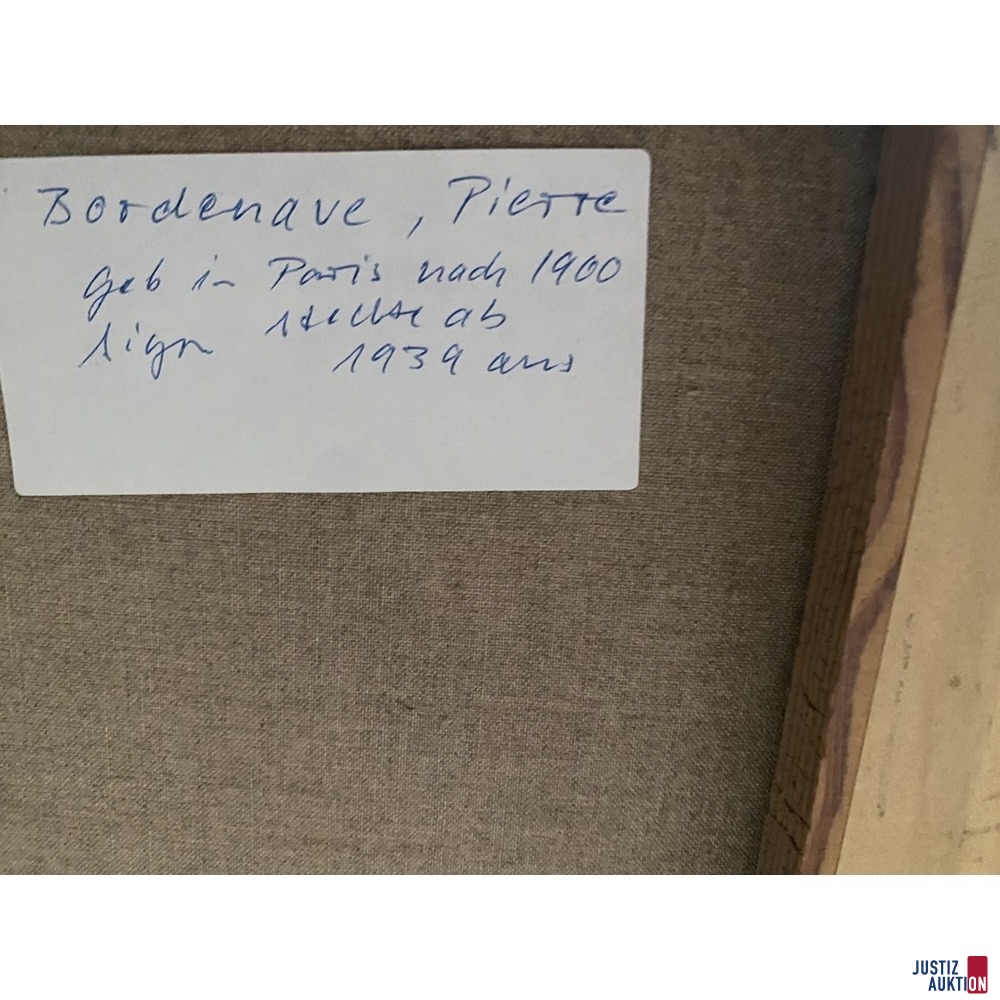 Bordenave, Pierre
geb in Paris nach 1900
sign stellte ab
1939 aus
JUSTIZ
AUKTION